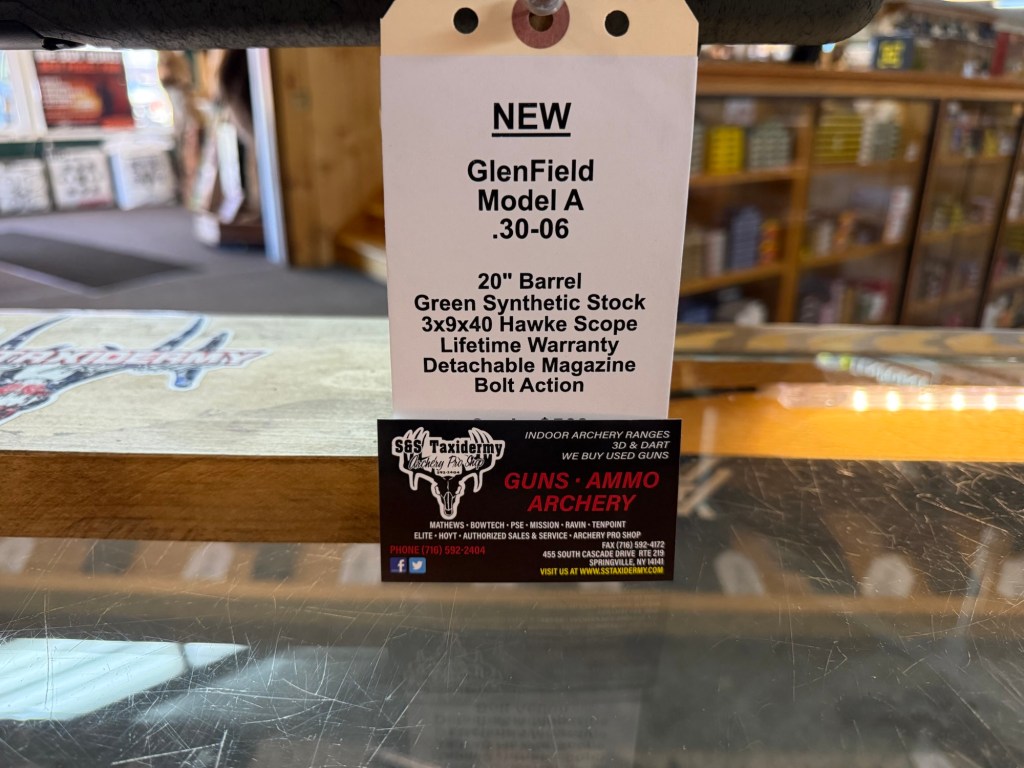 NEW
GlenField
Model A
.30-06
20" Barrel
Green Synthetic Stock
3x9x40 Hawke Scope
Lifetime Warranty
Detachable Magazine
Bolt Action
TAXIDERMY
S&S Taxidermy
Archery Pro Shop
INDOOR ARCHERY RANGES
3D & DART
WE BUY USED GUNS
GUNS • AMMO
ARCHERY
MATHEWS • BOWTECH • PSE • MISSION • RAVIN • TENPOINT
ELITE • HOYT • AUTHORIZED SALES & SERVICE • ARCHERY PRO SHOP
PHONE (716) 592-2404
FAX (716) 592-4172
455 SOUTH CASCADE DRIVE RTE 219
SPRINGVILLE, NY 14141
VISIT US AT WWW.SSTAXIDERMY.COM